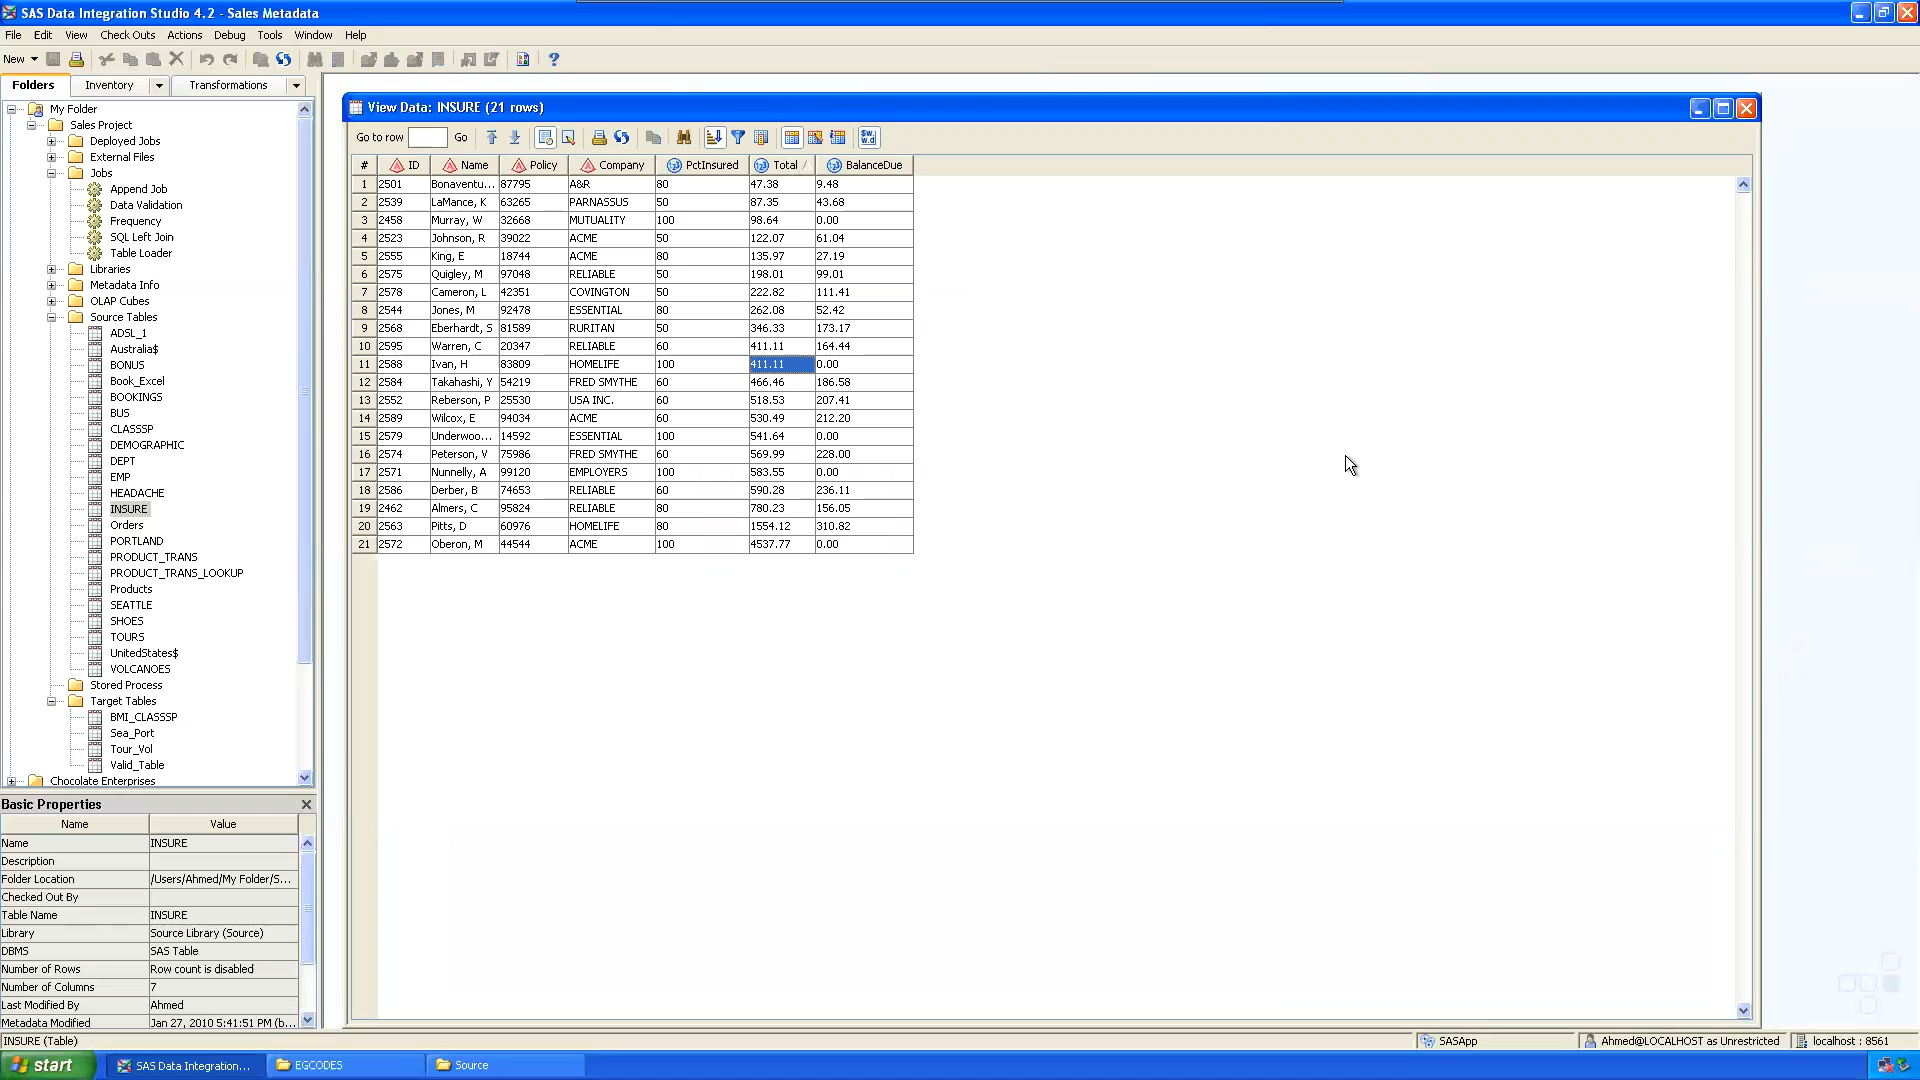 SAS Data Integration Studio 4.2 - Sales Metadata
File Edit View Check Outs Actions Debug Tools Window Help
New
Folders Inventory Transformations
My Folder
Sales Project
Deployed Jobs
External Files
Jobs
Append Job
Data Validation
Frequency
SQL Left Join
Table Loader
Libraries
Metadata Info
OLAP Cubes
Source Tables
ADSL_1
Australia$
BONUS
Book_Excel
BOOKINGS
BUS
CLASSSP
DEMOGRAPHIC
DEPT
EMP
HEADACHE
INSURE
Orders
PORTLAND
PRODUCT_TRANS
PRODUCT_TRANS_LOOKUP
Products
SEATTLE
SHOES
TOURS
UnitedStates$
VOLCANOES
Stored Process
Target Tables
BMI_CLASSSP
Sea_Port
Tour_Vol
Valid_Table
Chocolate Enterprises
Basic Properties
Name Value
Name INSURE
Description
Folder Location /Users/Ahmed/My Folder/S...
Checked Out By
Table Name INSURE
Library Source Library (Source)
DBMS SAS Table
Number of Rows Row count is disabled
Number of Columns 7
Last Modified By Ahmed
Metadata Modified Jan 27, 2010 5:41:51 PM (b...
View Data: INSURE (21 rows)
Go to row Go
# ID Name Policy Company PctInsured Total BalanceDue
1 2501 Bonaventu... 87795 A&R 80 47.38 9.48
2 2539 LaMance, K 63265 PARNASSUS 50 87.35 43.68
3 2458 Murray, W 32668 MUTUALITY 100 98.64 0.00
4 2523 Johnson, R 39022 ACME 50 122.07 61.04
5 2555 King, E 18744 ACME 80 135.97 27.19
6 2575 Quigley, M 97048 RELIABLE 50 198.01 99.01
7 2578 Cameron, L 42351 COVINGTON 50 222.82 111.41
8 2544 Jones, M 92478 ESSENTIAL 80 262.08 52.42
9 2568 Eberhardt, S 81589 RURITAN 50 346.33 173.17
10 2595 Warren, C 20347 RELIABLE 60 411.11 164.44
11 2588 Ivan, H 83809 HOMELIFE 100 411.11 0.00
12 2584 Takahashi, Y 54219 FRED SMYTHE 60 466.46 186.58
13 2552 Reberson, P 25530 USA INC. 60 518.53 207.41
14 2589 Wilcox, E 94034 ACME 60 530.49 212.20
15 2579 Underwoo... 14592 ESSENTIAL 100 541.64 0.00
16 2574 Peterson, V 75986 FRED SMYTHE 60 569.99 228.00
17 2571 Nunnelly, A 99120 EMPLOYERS 100 583.55 0.00
18 2586 Derber, B 74653 RELIABLE 60 590.28 236.11
19 2462 Almers, C 95824 RELIABLE 80 780.23 156.05
20 2563 Pitts, D 60976 HOMELIFE 80 1554.12 310.82
21 2572 Oberon, M 44544 ACME 100 4537.77 0.00
INSURE (Table) SASApp Ahmed@LOCALHOST as Unrestricted localhost : 8561
start SAS Data Integration... EGCODES Source